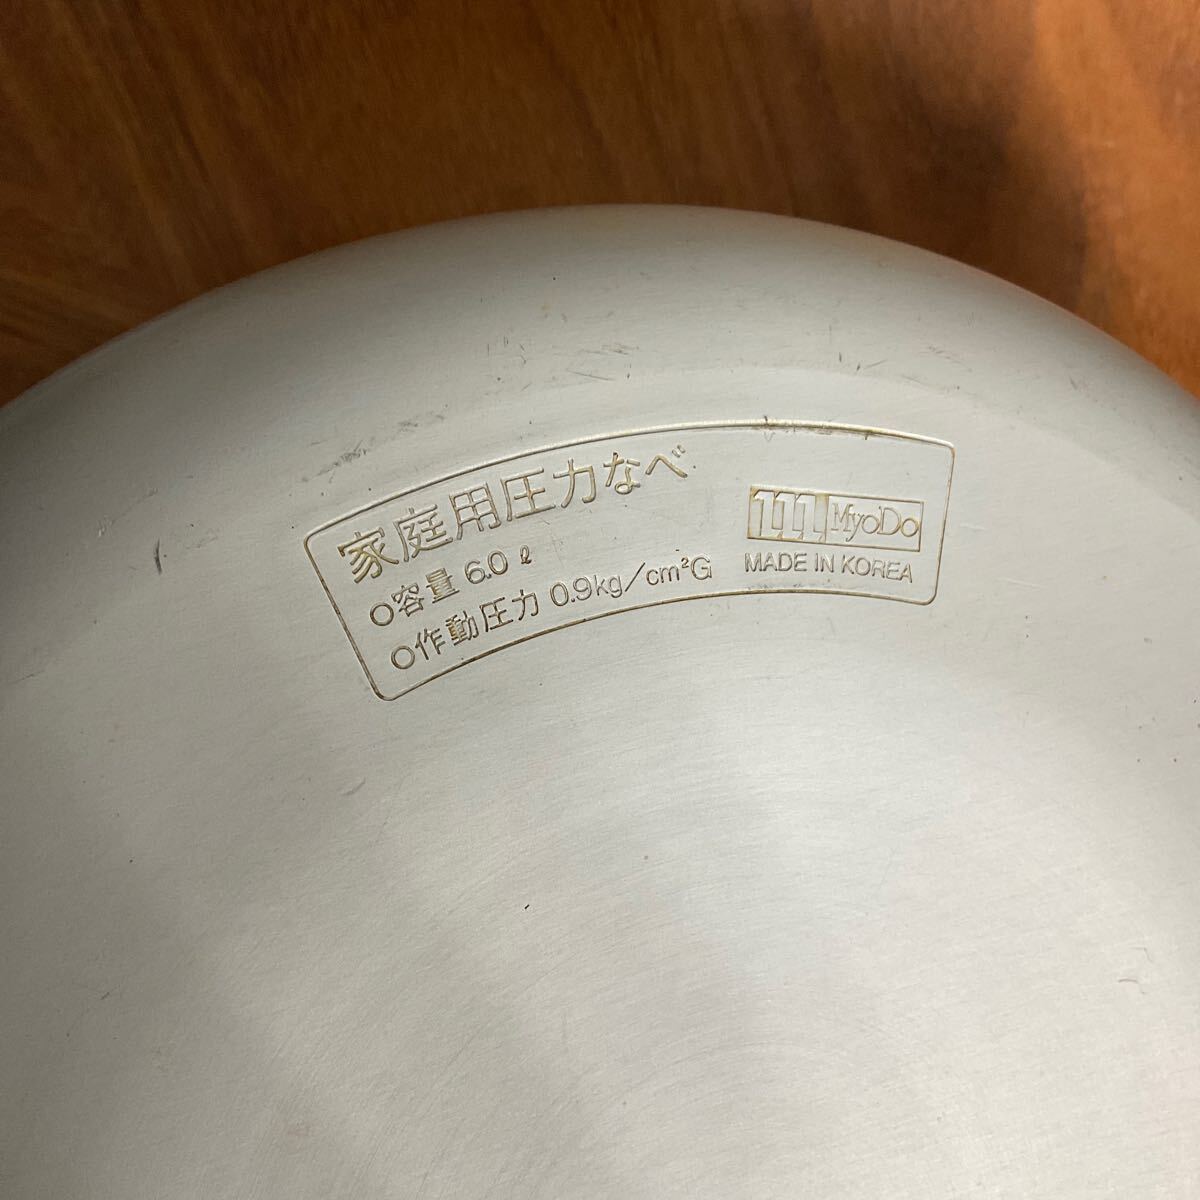 家庭用圧力なべ
○容量 6.0ℓ
○作動圧力 0.9kg/cm²G
MyoDo
MADE IN KOREA